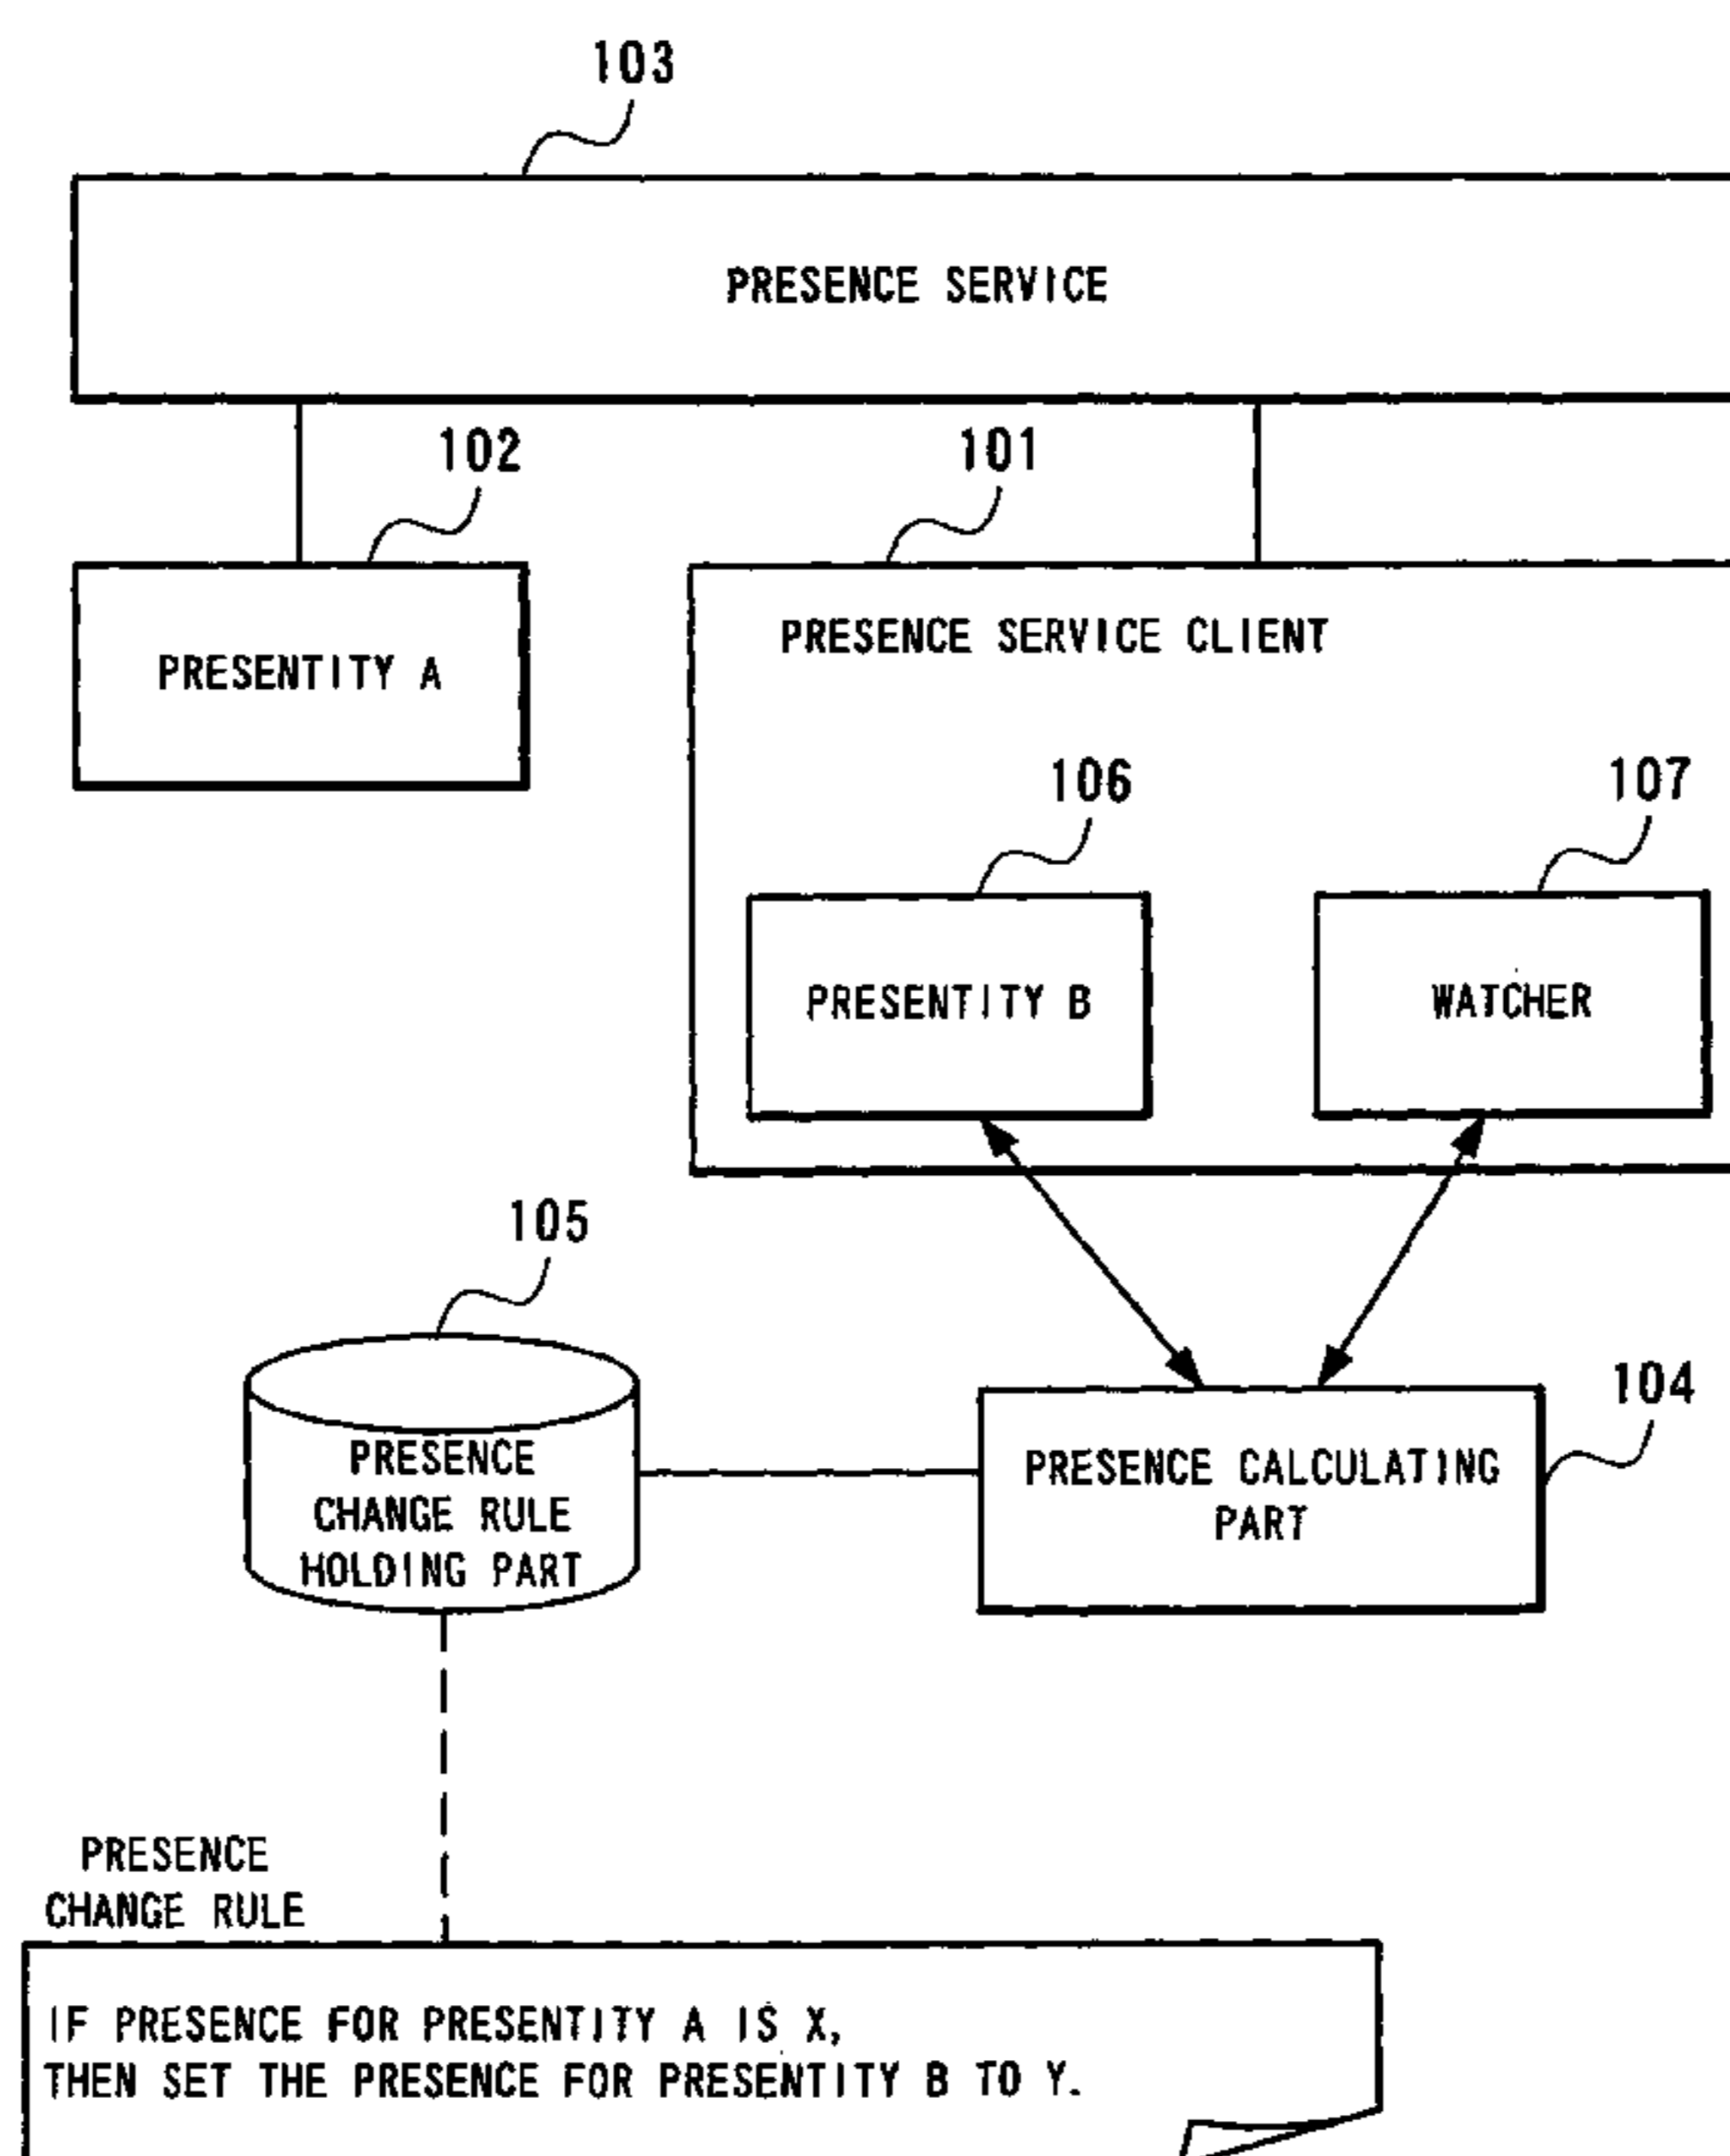 103
PRESENCE SERVICE
102
101
PRESENTITY A
PRESENCE SERVICE CLIENT
106
107
PRESENTITY B
WATCHER
105
104
PRESENCE
CHANGE RULE
HOLDING PART
PRESENCE CALCULATING
PART
PRESENCE
CHANGE RULE
IF PRESENCE FOR PRESENTITY A IS X,
THEN SET THE PRESENCE FOR PRESENTITY B TO Y.